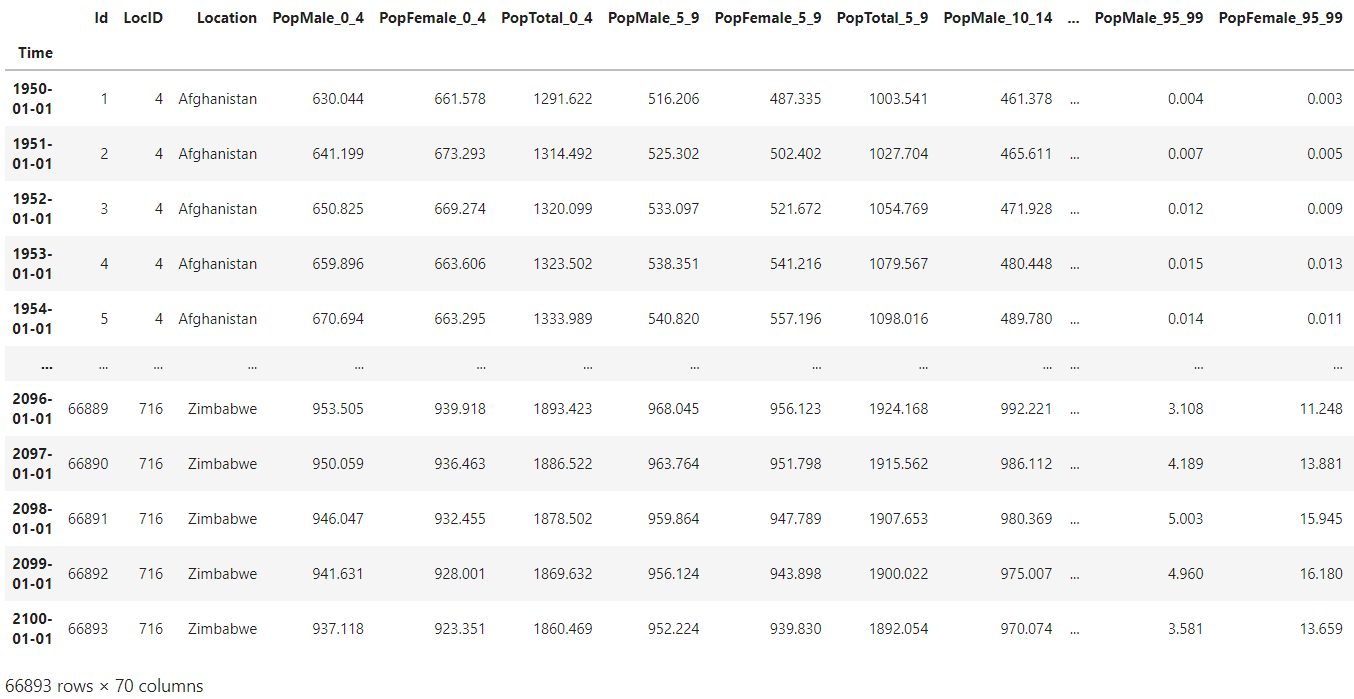 Id LocID Location PopMale_0_4 PopFemale_0_4 PopTotal_0_4 PopMale_5_9 PopFemale_5_9 PopTotal_5_9 PopMale_10_14 ... PopMale_95_99 PopFemale_95_99
Time
1950-01-01 1 4 Afghanistan 630.044 661.578 1291.622 516.206 487.335 1003.541 461.378 ... 0.004 0.003
1951-01-01 2 4 Afghanistan 641.199 673.293 1314.492 525.302 502.402 1027.704 465.611 ... 0.007 0.005
1952-01-01 3 4 Afghanistan 650.825 669.274 1320.099 533.097 521.672 1054.769 471.928 ... 0.012 0.009
1953-01-01 4 4 Afghanistan 659.896 663.606 1323.502 538.351 541.216 1079.567 480.448 ... 0.015 0.013
1954-01-01 5 4 Afghanistan 670.694 663.295 1333.989 540.820 557.196 1098.016 489.780 ... 0.014 0.011
... ... ... ... ... ... ... ... ... ... ... ... ... ...
2096-01-01 66889 716 Zimbabwe 953.505 939.918 1893.423 968.045 956.123 1924.168 992.221 ... 3.108 11.248
2097-01-01 66890 716 Zimbabwe 950.059 936.463 1886.522 963.764 951.798 1915.562 986.112 ... 4.189 13.881
2098-01-01 66891 716 Zimbabwe 946.047 932.455 1878.502 959.864 947.789 1907.653 980.369 ... 5.003 15.945
2099-01-01 66892 716 Zimbabwe 941.631 928.001 1869.632 956.124 943.898 1900.022 975.007 ... 4.960 16.180
2100-01-01 66893 716 Zimbabwe 937.118 923.351 1860.469 952.224 939.830 1892.054 970.074 ... 3.581 13.659
66893 rows × 70 columns